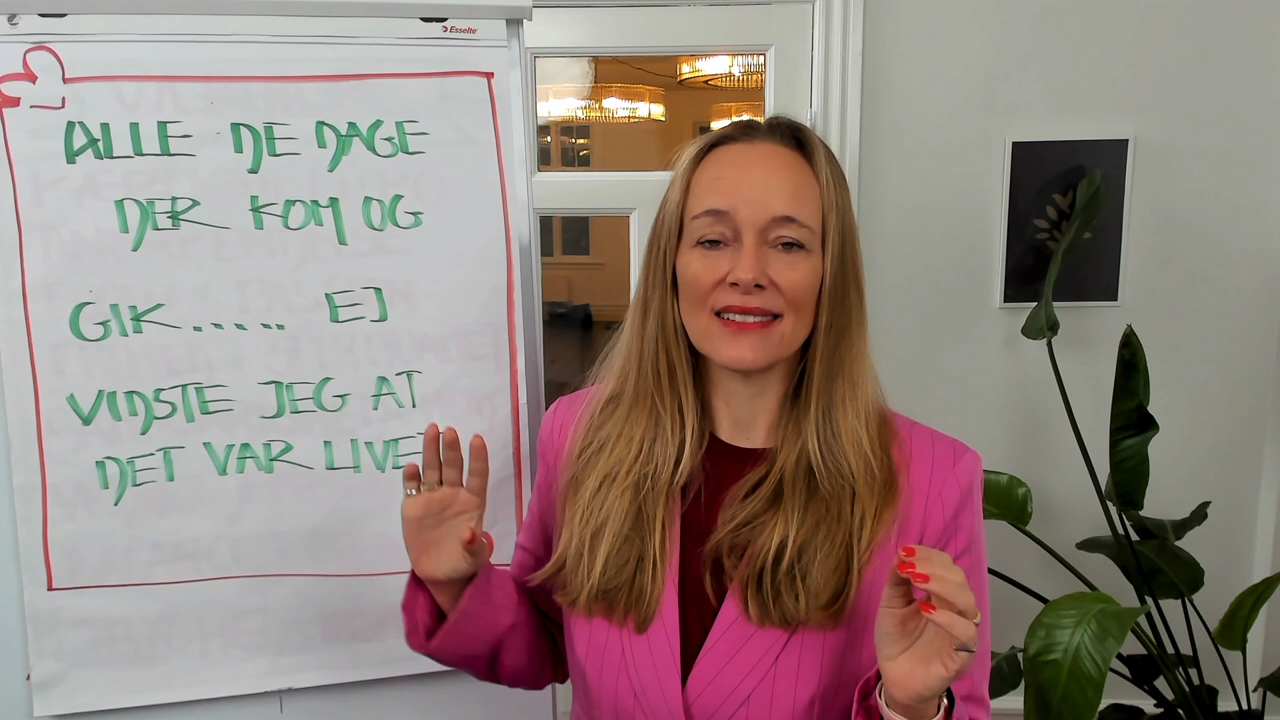 Esselte
ALLE DE DAGE
DER KOM OG
GIK..... EJ
VIDSTE JEG AT
DET VAR LIVET